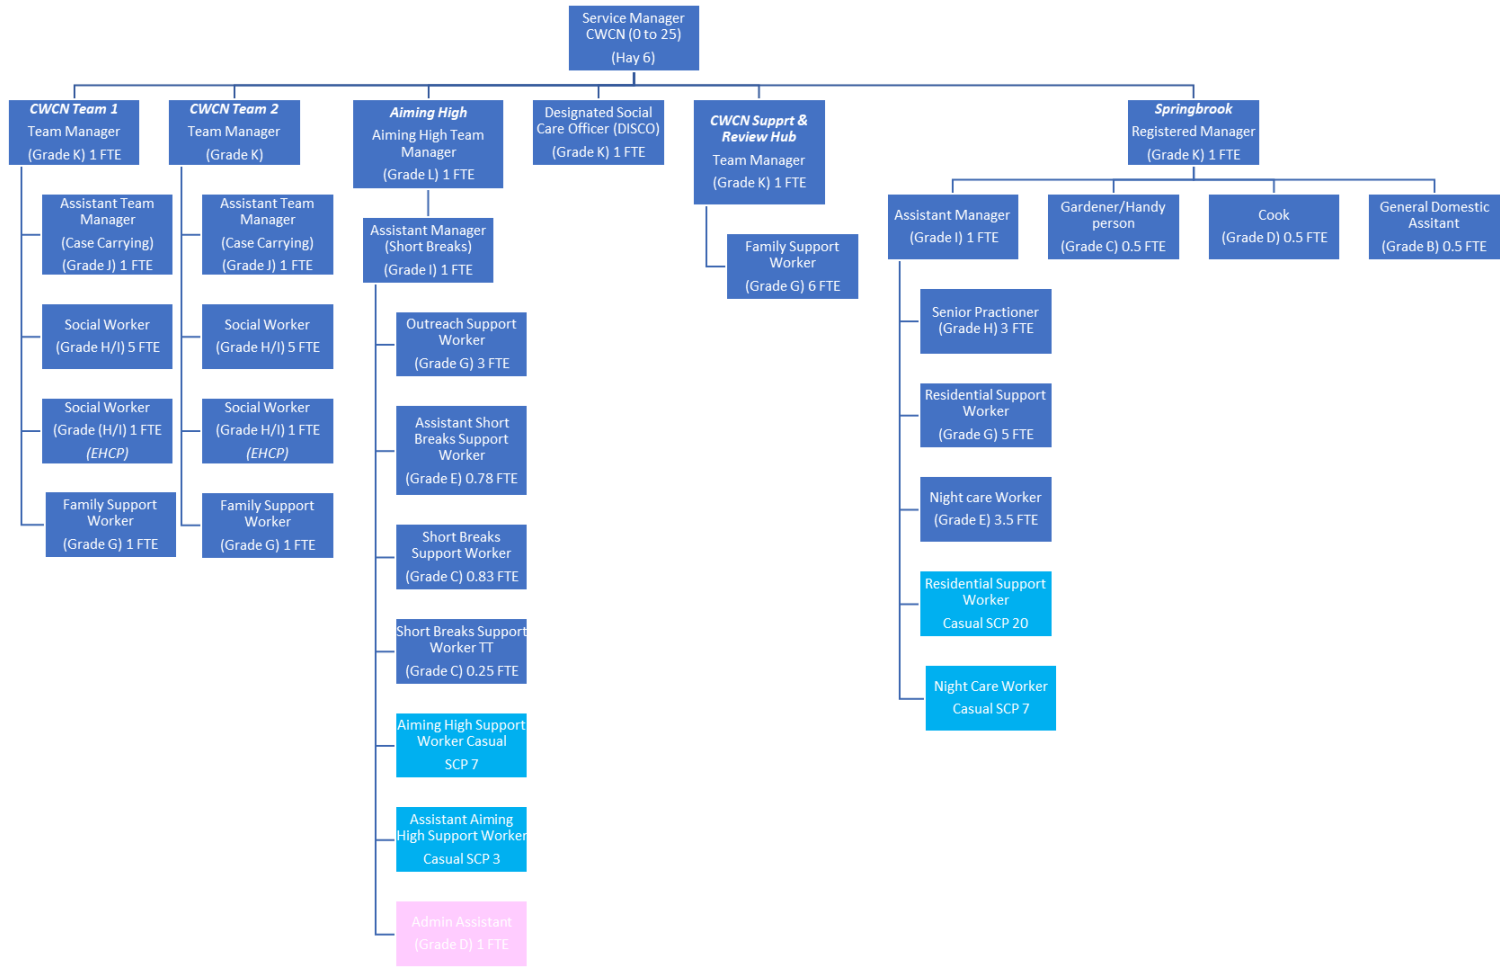 Service Manager
CWCN (0 to 25)
(Hay 6)
CWCN Team 1
Team Manager
(Grade K) 1 FTE
Assistant Team
Manager
(Case Carrying)
(Grade J) 1 FTE
Social Worker
(Grade H/I) 5 FTE
Social Worker
(Grade (H/I) 1 FTE
(EHCP)
Family Support
Worker
(Grade G) 1 FTE
CWCN Team 2
Team Manager
(Grade K)
Assistant Team
Manager
(Case Carrying)
(Grade J) 1 FTE
Social Worker
(Grade H/I) 5 FTE
Social Worker
(Grade H/I) 1 FTE
(EHCP)
Family Support
Worker
(Grade G) 1 FTE
Aiming High
Aiming High Team
Manager
(Grade L) 1 FTE
Assistant Manager
(Short Breaks)
(Grade I) 1 FTE
Outreach Support
Worker
(Grade G) 3 FTE
Assistant Short
Breaks Support
Worker
(Grade E) 0.78 FTE
Short Breaks
Support Worker
(Grade C) 0.83 FTE
Short Breaks Support
Worker TT
(Grade C) 0.25 FTE
Aiming High Support
Worker Casual
SCP 7
Assistant Aiming
High Support Worker
Casual SCP 3
Admin Assistant
(Grade D) 1 FTE
Designated Social
Care Officer (DISCO)
(Grade K) 1 FTE
CWCN Supprt &
Review Hub
Team Manager
(Grade K) 1 FTE
Family Support
Worker
(Grade G) 6 FTE
Springbrook
Registered Manager
(Grade K) 1 FTE
Assistant Manager
(Grade I) 1 FTE
Senior Practioner
(Grade H) 3 FTE
Residential Support
Worker
(Grade G) 5 FTE
Night care Worker
(Grade E) 3.5 FTE
Residential Support
Worker
Casual SCP 20
Night Care Worker
Casual SCP 7
Gardener/Handy
person
(Grade C) 0.5 FTE
Cook
(Grade D) 0.5 FTE
General Domestic
Assitant
(Grade B) 0.5 FTE